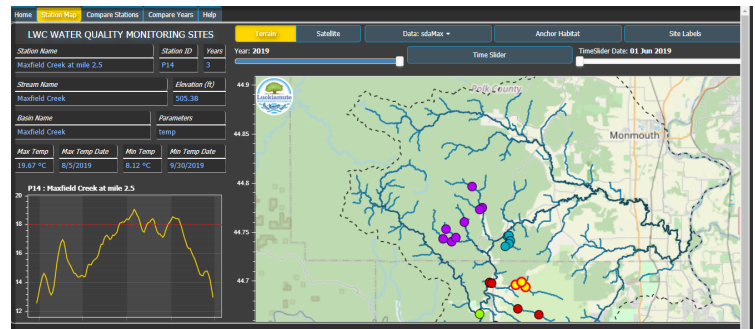 Home Station Map Compare Stations Compare Years Help
LWC WATER QUALITY MONITORING SITES
Terrain Satellite Data: sdaMax Anchor Habitat Site Labels
Station Name Station ID Years
Maxfield Creek at mile 2.5 P14 3
Year: 2019 Time Slider TimeSlider Date: 01 Jun 2019
Stream Name Elevation (ft)
Maxfield Creek 505.38
Basin Name Parameters
Maxfield Creek temp
Max Temp Max Temp Date Min Temp Min Temp Date
19.67 ºC 8/5/2019 8.12 ºC 9/30/2019
P14 : Maxfield Creek at mile 2.5
20
18
16
14
12
44.9
44.85
44.8
44.75
44.7
Luckiamute
Polk County
Monmouth